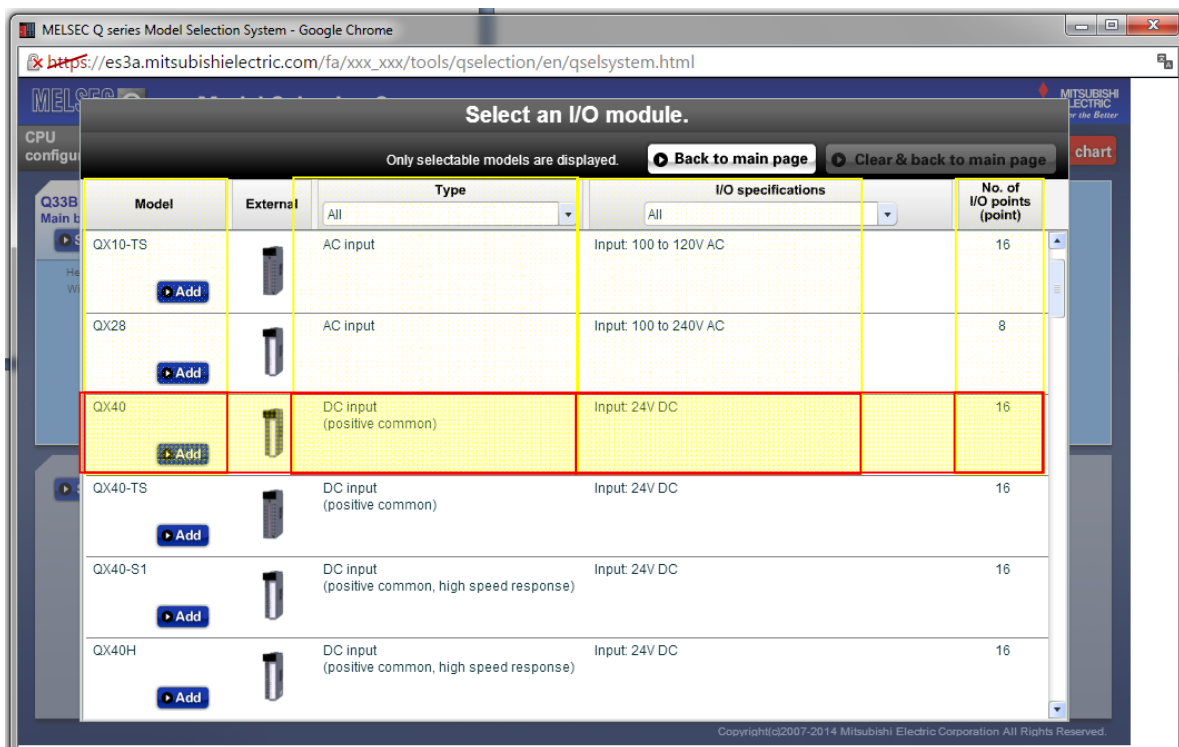 MELSEC Q series Model Selection System - Google Chrome
https://es3a.mitsubishielectric.com/fa/xxx_xxx/tools/qselection/en/qselsystem.html
MITSUBISHI
Select an I/O module.
CPU
Only selectable models are displayed.
Back to main page
Clear & back to main page
chart
Q33B
Model
External
Type
All
I/O specifications
All
No. of
I/O points
(point)
QX10-TS
AC input
Input: 100 to 120V AC
16
Add
QX28
AC input
Input: 100 to 240V AC
8
Add
QX40
DC input
(positive common)
Input: 24V DC
16
Add
QX40-TS
DC input
(positive common)
Input: 24V DC
16
Add
QX40-S1
DC input
(positive common, high speed response)
Input: 24V DC
16
Add
QX40H
DC input
(positive common, high speed response)
Input: 24V DC
16
Add
Copyright(c)2007-2014 Mitsubishi Electric Corporation All Rights Reserved.